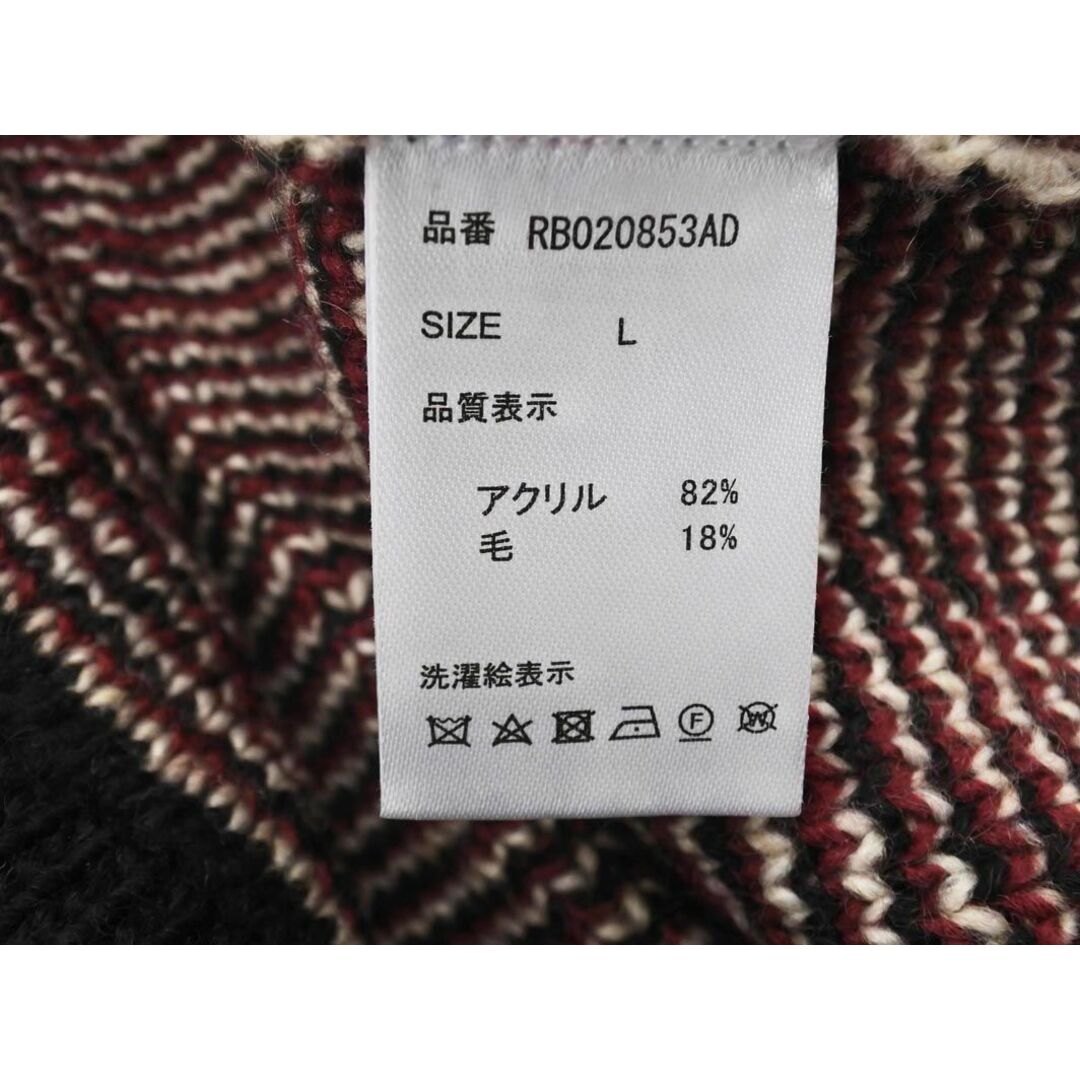 品番 RB020853AD
SIZE L
品質表示
アクリル 82%
毛 18%
洗濯絵表示
F W